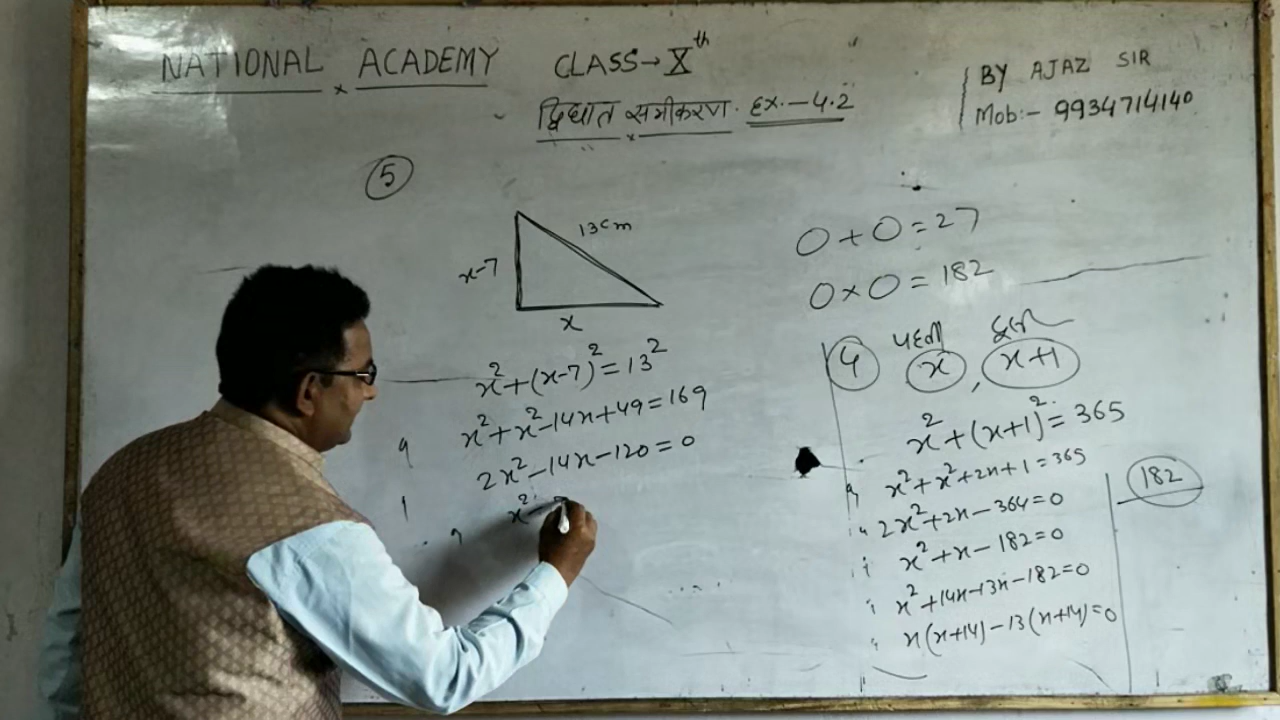 NATIONAL ACADEMY CLASS→Xth
द्विघात समीकरण. Ex.-4.2
BY AJAZ SIR
Mob:- 9934714140
5
13cm
x-7
x
x²+(x-7)²=13²
x²+x²-14x+49=169
2x²-14x-120=0
x²-
0+0=27
0×0=182
4
x, x+1
x²+(x+1)²=365
x²+x²+2x+1=365
2x²+2x-364=0
x²+x-182=0
x²+14x-13x-182=0
x(x+14)-13(x+14)=0
182